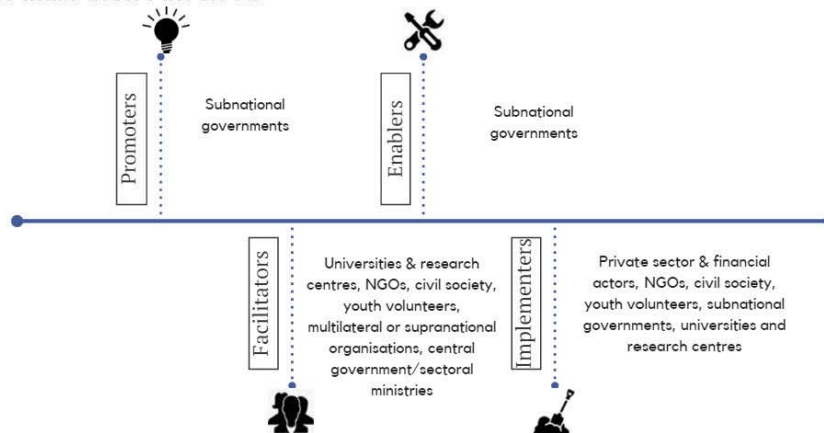 Promoters
Subnational
governments
Enablers
Subnational
governments
Facilitators
Universities & research
centres, NGOs, civil society,
youth volunteers,
multilateral or supranational
organisations, central
government/sectoral
ministries
Implementers
Private sector & financial
actors, NGOs, civil society,
youth volunteers, subnational
governments, universities and
research centres